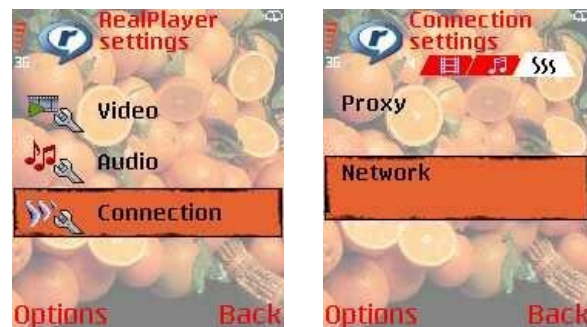 RealPlayer
settings
3G
Video
Audio
Connection
Options Back
Connection
settings
3G
Proxy
Network
Options Back